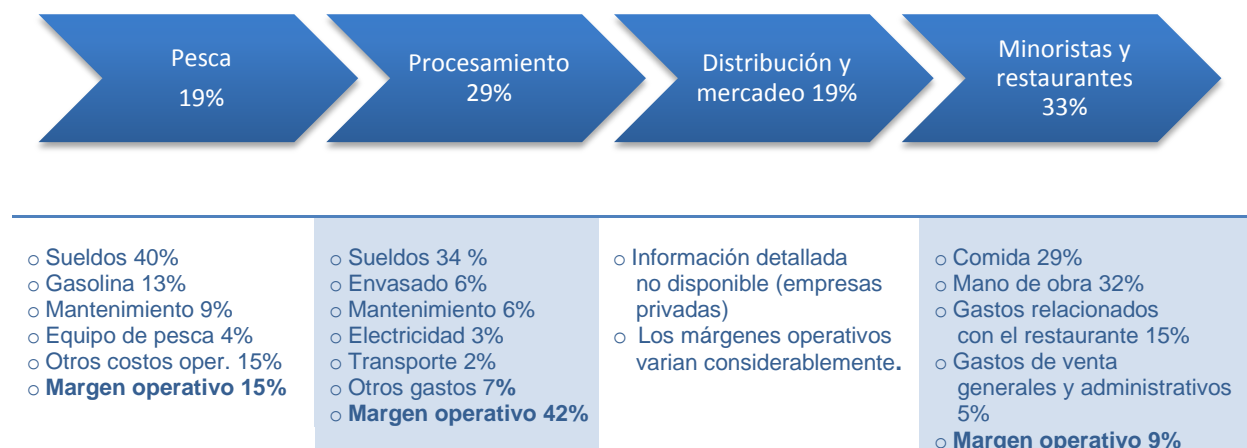 Pesca
19%
Procesamiento
29%
Distribución y
mercadeo 19%
Minoristas y
restaurantes
33%
o Sueldos 40%
o Gasolina 13%
o Mantenimiento 9%
o Equipo de pesca 4%
o Otros costos oper. 15%
o Margen operativo 15%
o Sueldos 34 %
o Envasado 6%
o Mantenimiento 6%
o Electricidad 3%
o Transporte 2%
o Otros gastos 7%
o Margen operativo 42%
o Información detallada
no disponible (empresas
privadas)
o Los márgenes operativos
varian considerablemente.
o Comida 29%
o Mano de obra 32%
o Gastos relacionados
con el restaurante 15%
o Gastos de venta
generales y administrativos
5%
o Margen operativo 9%